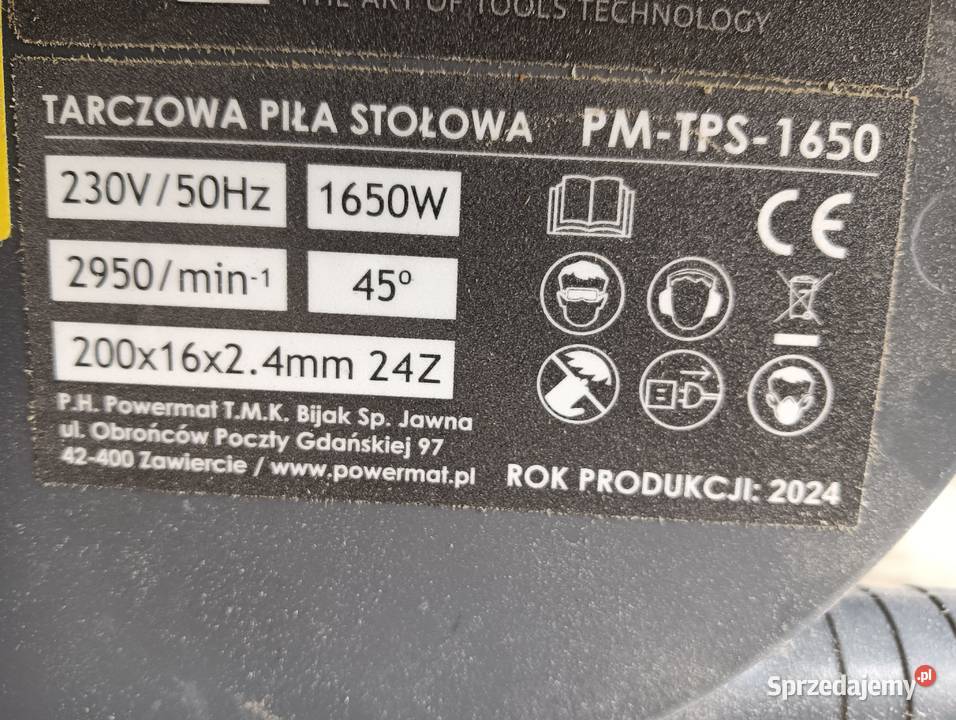 THE ART OF TOOLS TECHNOLOGY
TARCZOWA PIŁA STOŁOWA PM-TPS-1650
230V/50Hz 1650W
2950/min-1 45º
200x16x2.4mm 24Z
P.H. Powermat T.M.K. Bijak Sp. Jawna
ul. Obrońców Poczty Gdańskiej 97
42-400 Zawiercie / www.powermat.pl
ROK PRODUKCJI: 2024
CE
Sprzedajemy.pl